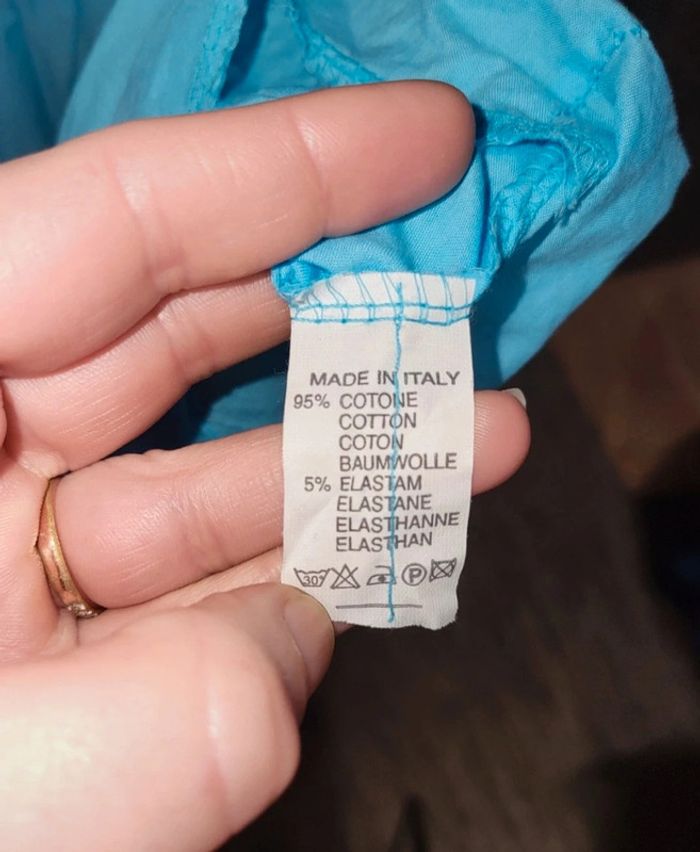 MADE IN ITALY
95% COTONE
COTTON
COTON
BAUMWOLLE
5% ELASTAM
ELASTANE
ELASTHANNE
ELASTHAN
30° P